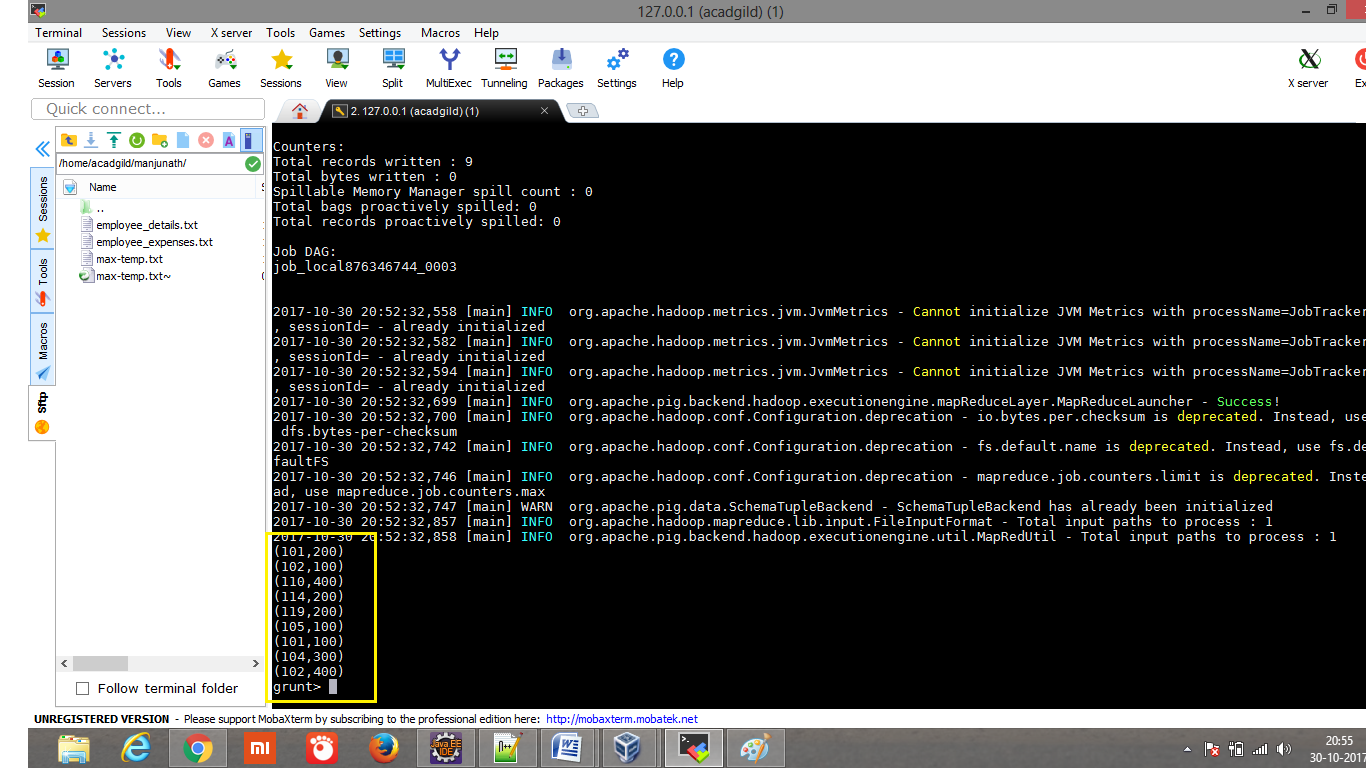 127.0.0.1 (acadgild) (1)
Terminal Sessions View X server Tools Games Settings Macros Help
Session Servers Tools Games Sessions View Split MultiExec Tunneling Packages Settings Help X server Ex
Quick connect...
2. 127.0.0.1 (acadgild) (1)
/home/acadgild/manjunath/
Name S
..
employee_details.txt
employee_expenses.txt
max-temp.txt
max-temp.txt~
Sessions
Tools
Macros
Sftp
Follow terminal folder
Counters:
Total records written : 9
Total bytes written : 0
Spillable Memory Manager spill count : 0
Total bags proactively spilled: 0
Total records proactively spilled: 0
Job DAG:
job_local876346744_0003
2017-10-30 20:52:32,558 [main] INFO  org.apache.hadoop.metrics.jvm.JvmMetrics - Cannot initialize JVM Metrics with processName=JobTracker
, sessionId= - already initialized
2017-10-30 20:52:32,582 [main] INFO  org.apache.hadoop.metrics.jvm.JvmMetrics - Cannot initialize JVM Metrics with processName=JobTracker
, sessionId= - already initialized
2017-10-30 20:52:32,594 [main] INFO  org.apache.hadoop.metrics.jvm.JvmMetrics - Cannot initialize JVM Metrics with processName=JobTracker
, sessionId= - already initialized
2017-10-30 20:52:32,699 [main] INFO  org.apache.pig.backend.hadoop.executionengine.mapReduceLayer.MapReduceLauncher - Success!
2017-10-30 20:52:32,700 [main] INFO  org.apache.hadoop.conf.Configuration.deprecation - io.bytes.per.checksum is deprecated. Instead, use
dfs.bytes-per-checksum
2017-10-30 20:52:32,742 [main] INFO  org.apache.hadoop.conf.Configuration.deprecation - fs.default.name is deprecated. Instead, use fs.de
faultFS
2017-10-30 20:52:32,746 [main] INFO  org.apache.hadoop.conf.Configuration.deprecation - mapreduce.job.counters.limit is deprecated. Inste
ad, use mapreduce.job.counters.max
2017-10-30 20:52:32,747 [main] WARN  org.apache.pig.data.SchemaTupleBackend - SchemaTupleBackend has already been initialized
2017-10-30 20:52:32,857 [main] INFO  org.apache.hadoop.mapreduce.lib.input.FileInputFormat - Total input paths to process : 1
2017-10-30 20:52:32,858 [main] INFO  org.apache.pig.backend.hadoop.executionengine.util.MapRedUtil - Total input paths to process : 1
(101,200)
(102,100)
(110,400)
(114,200)
(119,200)
(105,100)
(101,100)
(104,300)
(102,400)
grunt>
UNREGISTERED VERSION - Please support MobaXterm by subscribing to the professional edition here: http://mobaxterm.mobatek.net
20:55
30-10-2017